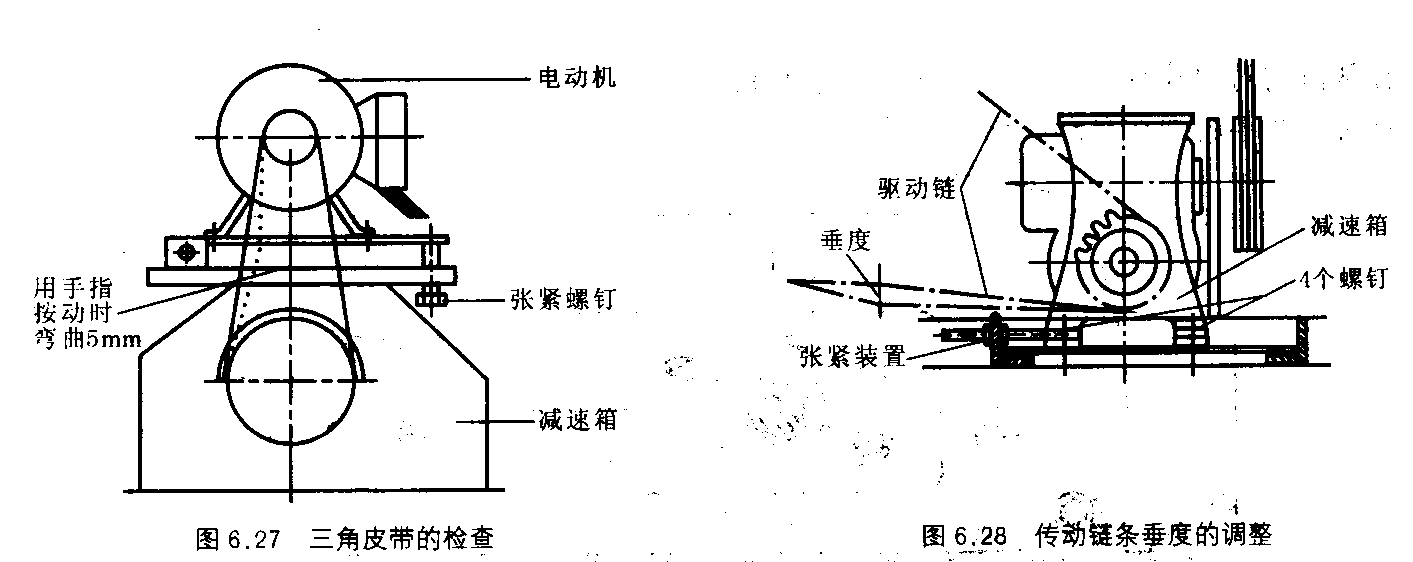 电动机
用手指
按动时
弯曲5mm
张紧螺钉
减速箱
图6.27 三角皮带的检查
驱动链
垂度
减速箱
4个螺钉
张紧装置
图6.28 传动链条垂度的调整